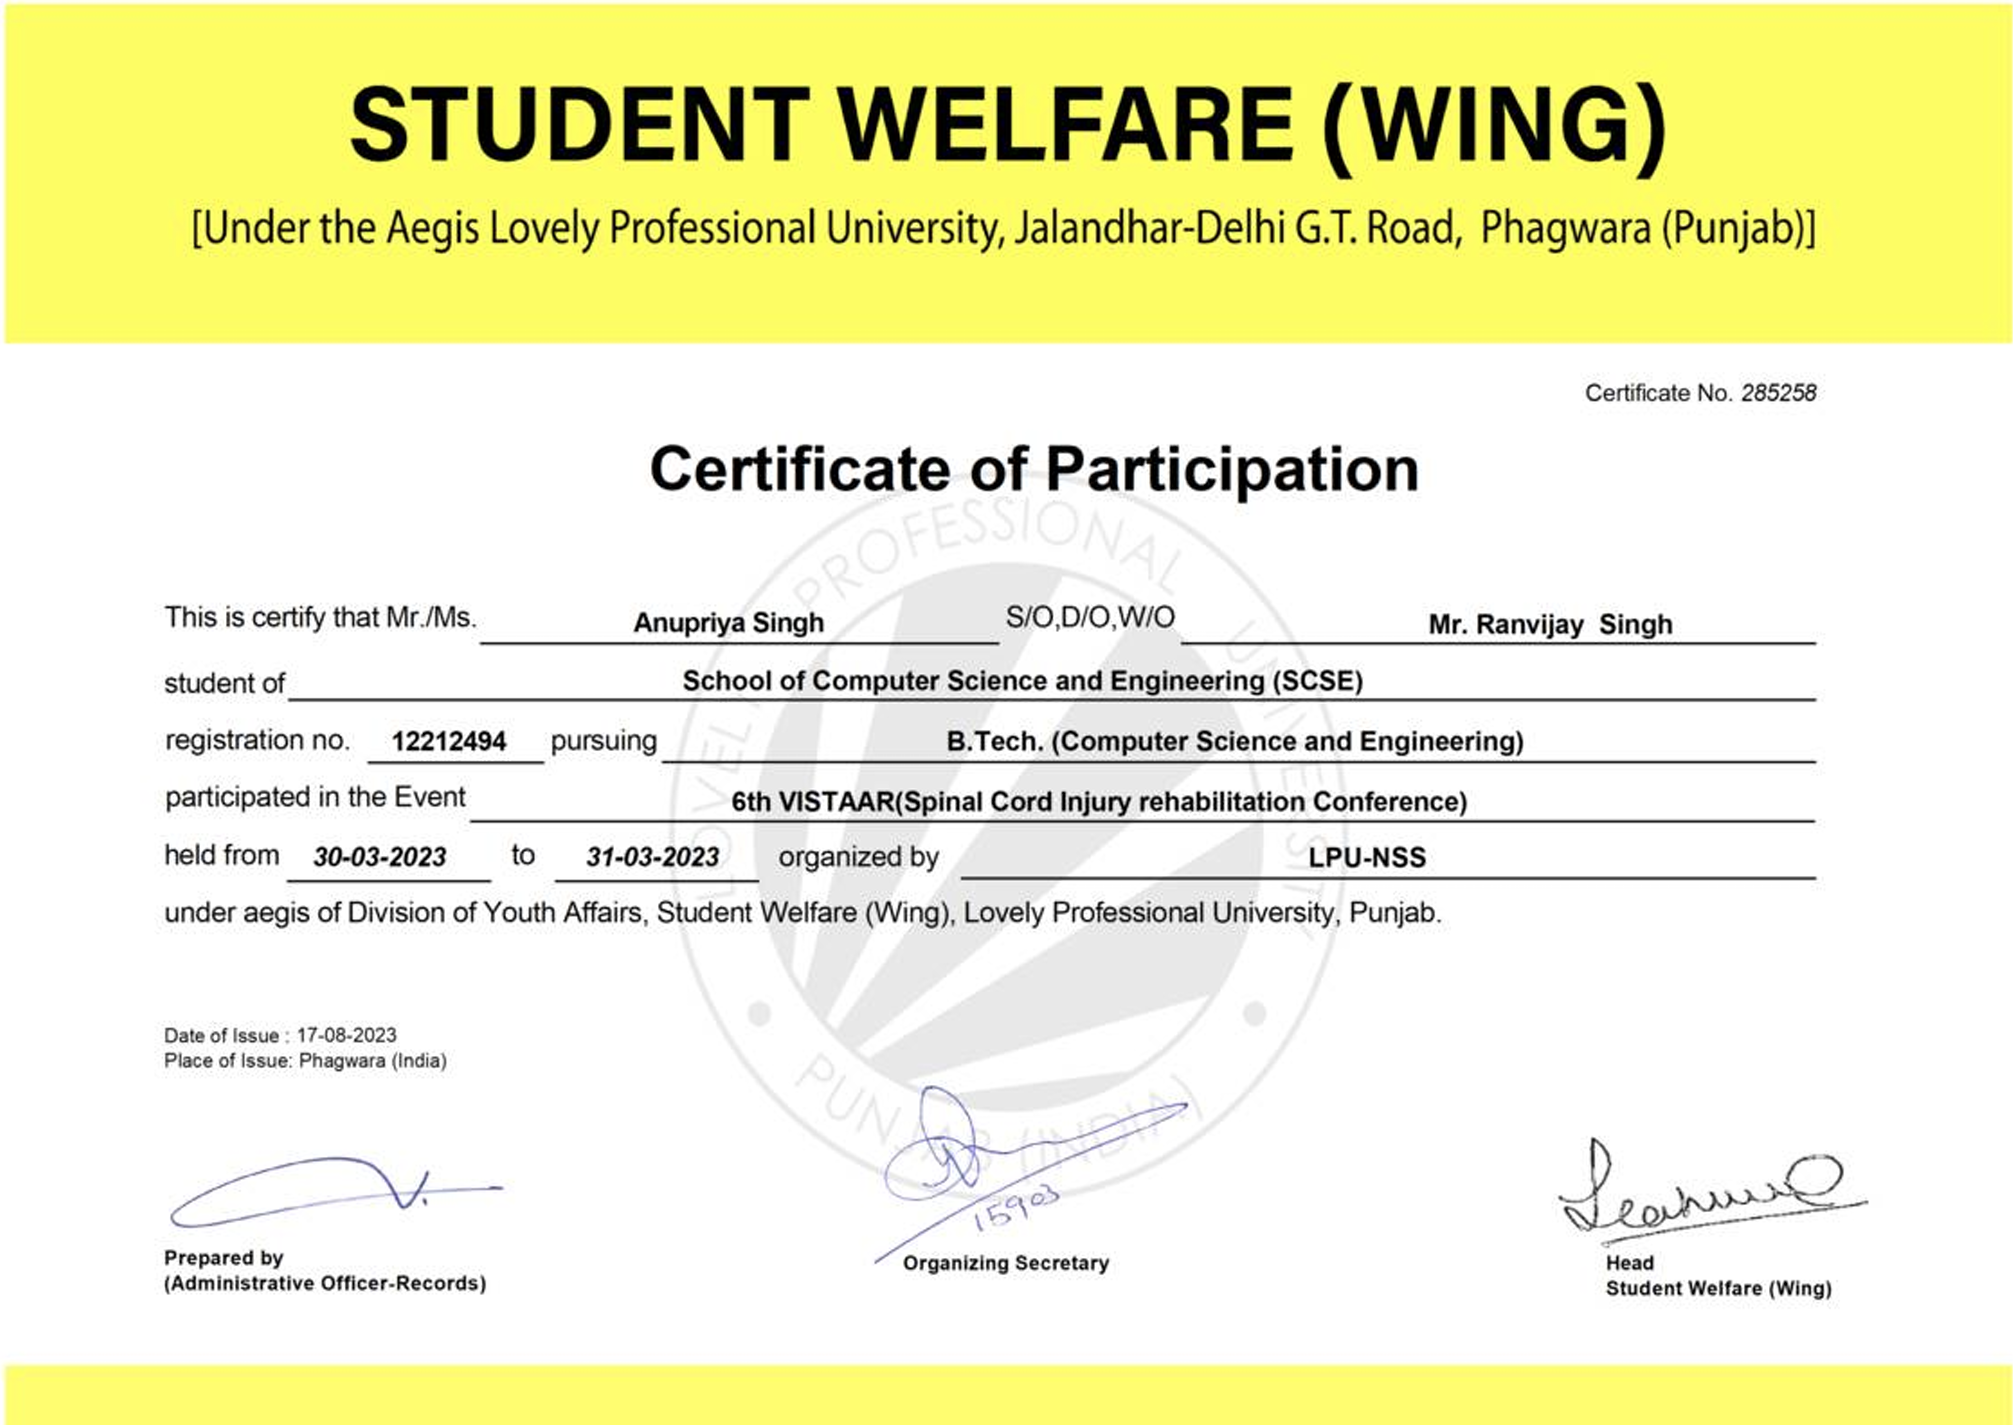 STUDENT WELFARE (WING)
[Under the Aegis Lovely Professional University, Jalandhar-Delhi G.T. Road, Phagwara (Punjab)]
Certificate No. 285258
Certificate of Participation
This is certify that Mr./Ms. Anupriya Singh S/O,D/O,W/O Mr. Ranvijay Singh
student of School of Computer Science and Engineering (SCSE)
registration no. 12212494 pursuing B.Tech. (Computer Science and Engineering)
participated in the Event 6th VISTAAR(Spinal Cord Injury rehabilitation Conference)
held from 30-03-2023 to 31-03-2023 organized by LPU-NSS
under aegis of Division of Youth Affairs, Student Welfare (Wing), Lovely Professional University, Punjab.
LOVELY PROFESSIONAL UNIVERSITY
PUNJAB (INDIA)
Date of Issue : 17-08-2023
Place of Issue: Phagwara (India)
15903
Prepared by
(Administrative Officer-Records)
Organizing Secretary
Head
Student Welfare (Wing)